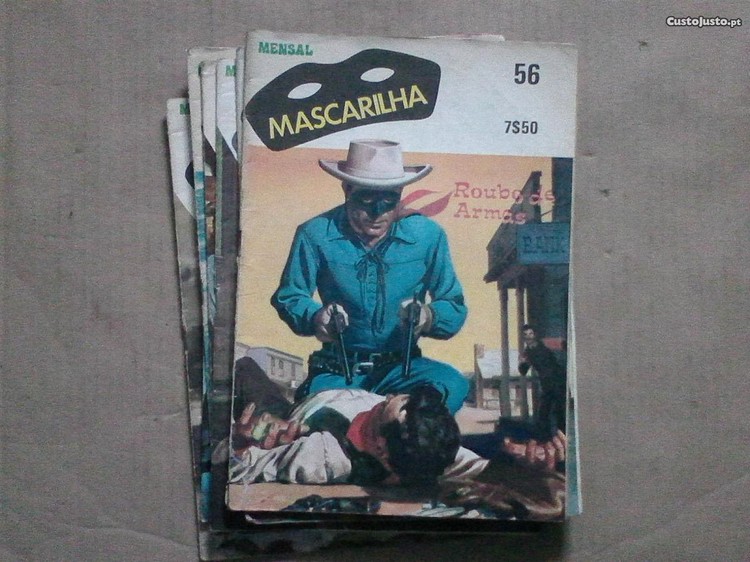 CustoJusto.pt
MENSAL
56
MASCARILHA
7$50
Roubo de
Armas
BANK
M